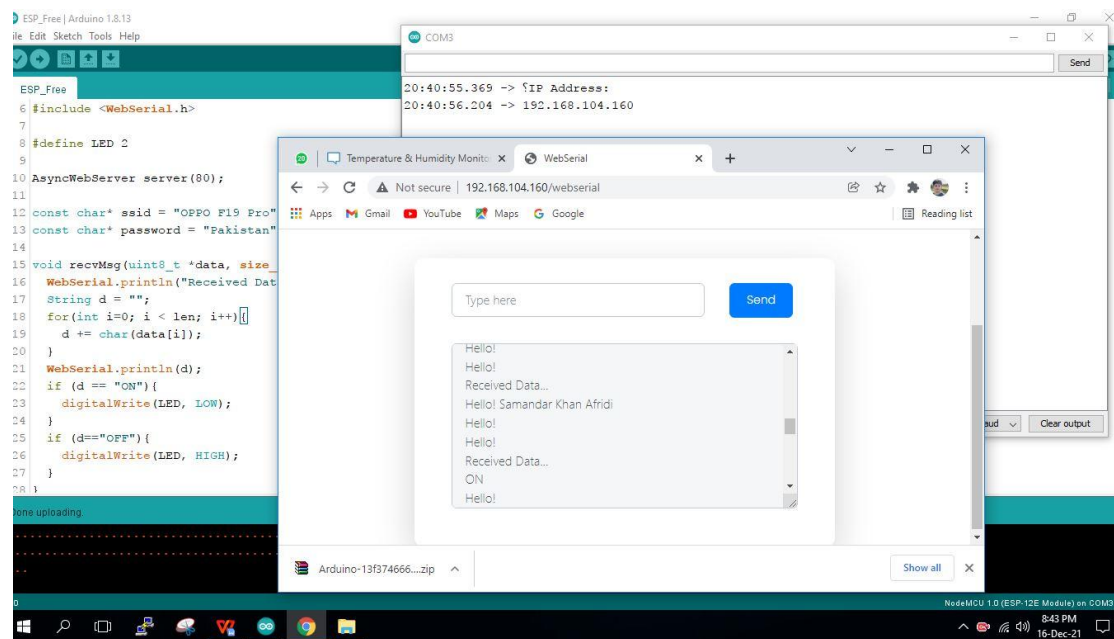 ESP_Free | Arduino 1.8.13
ile Edit Sketch Tools Help
ESP_Free
6 #include <WebSerial.h>
7
8 #define LED 2
9
10 AsyncWebServer server(80);
11
12 const char* ssid = "OPPO F19 Pro"
13 const char* password = "Pakistan"
14
15 void recvMsg(uint8_t *data, size_
16 WebSerial.println("Received Dat
17 String d = "";
18 for(int i=0; i < len; i++){
19 d += char(data[i]);
20 }
21 WebSerial.println(d);
22 if (d == "ON"){
23 digitalWrite(LED, LOW);
24 }
25 if (d=="OFF"){
26 digitalWrite(LED, HIGH);
27 }
28 }
Done uploading.
COM3
Send
20:40:55.369 -> ⸮IP Address:
20:40:56.204 -> 192.168.104.160
aud
Clear output
Temperature & Humidity Monito
WebSerial
Not secure | 192.168.104.160/webserial
Apps Gmail YouTube Maps Google Reading list
Type here
Send
Hello!
Hello!
Received Data...
Hello! Samandar Khan Afridi
Hello!
Hello!
Received Data...
ON
Hello!
Arduino-13f374666....zip
Show all
NodeMCU 1.0 (ESP-12E Module) on COM3
8:43 PM
16-Dec-21